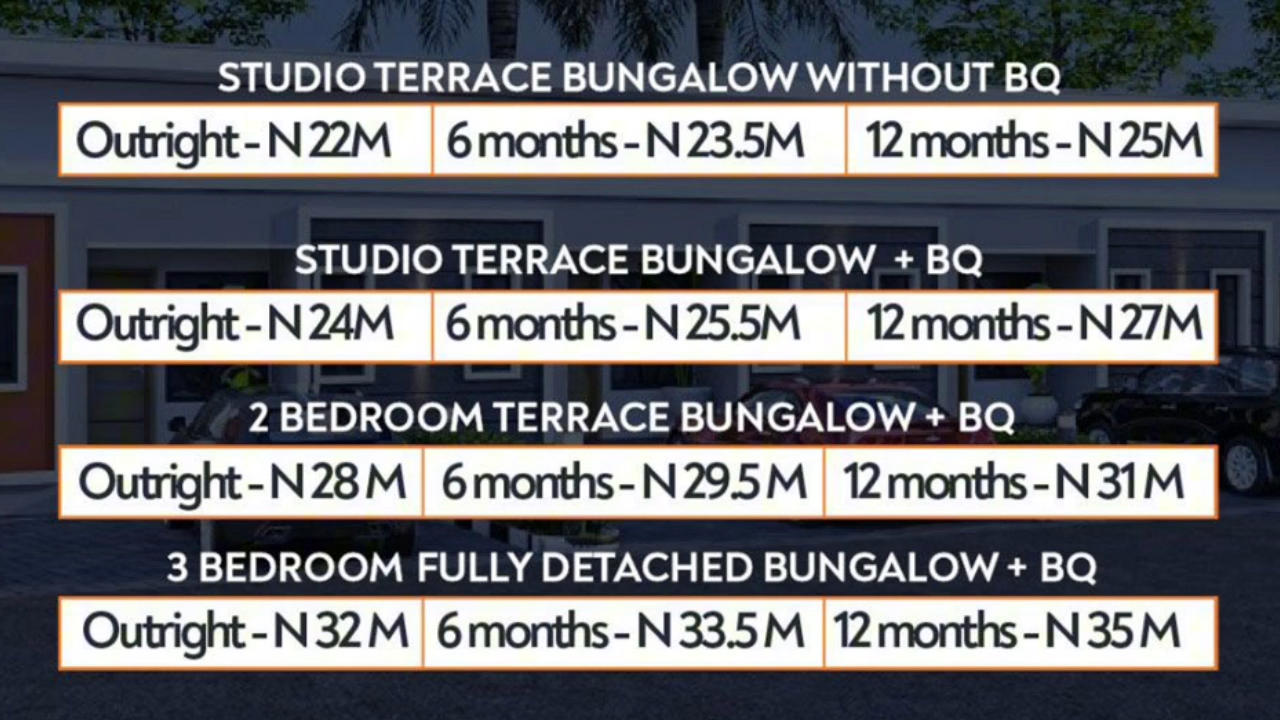 STUDIO TERRACE BUNGALOW WITHOUT BQ
Outright - N 22M 6 months - N 23.5M 12 months - N 25M
STUDIO TERRACE BUNGALOW + BQ
Outright - N 24M 6 months - N 25.5M 12 months - N 27M
2 BEDROOM TERRACE BUNGALOW + BQ
Outright - N 28 M 6 months - N 29.5 M 12 months - N 31 M
3 BEDROOM FULLY DETACHED BUNGALOW + BQ
Outright - N 32 M 6 months - N 33.5 M 12 months - N 35 M